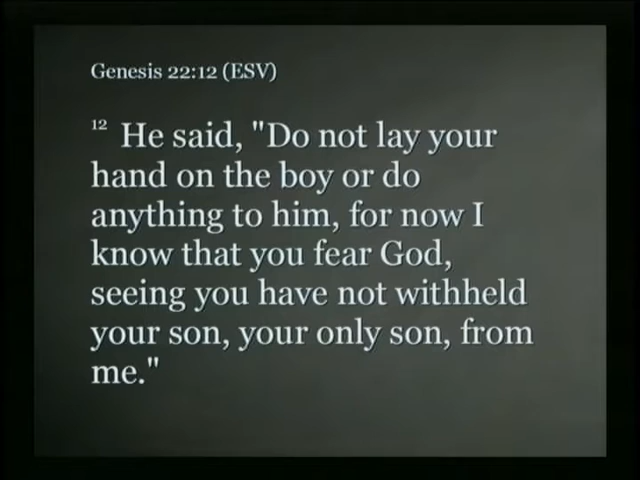 Genesis 22:12 (ESV)
12 He said, "Do not lay your
hand on the boy or do
anything to him, for now I
know that you fear God,
seeing you have not withheld
your son, your only son, from
me."